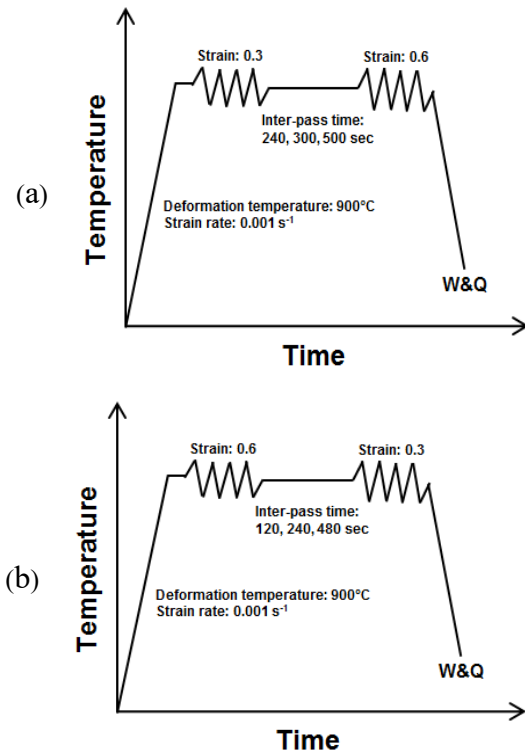 Strain: 0.3
Strain: 0.6
Inter-pass time:
240, 300, 500 sec
(a)
Temperature
Deformation temperature: 900°C
Strain rate: 0.001 s⁻¹
W&Q
Time
Strain: 0.6
Strain: 0.3
Inter-pass time:
120, 240, 480 sec
(b)
Temperature
Deformation temperature: 900°C
Strain rate: 0.001 s⁻¹
W&Q
Time